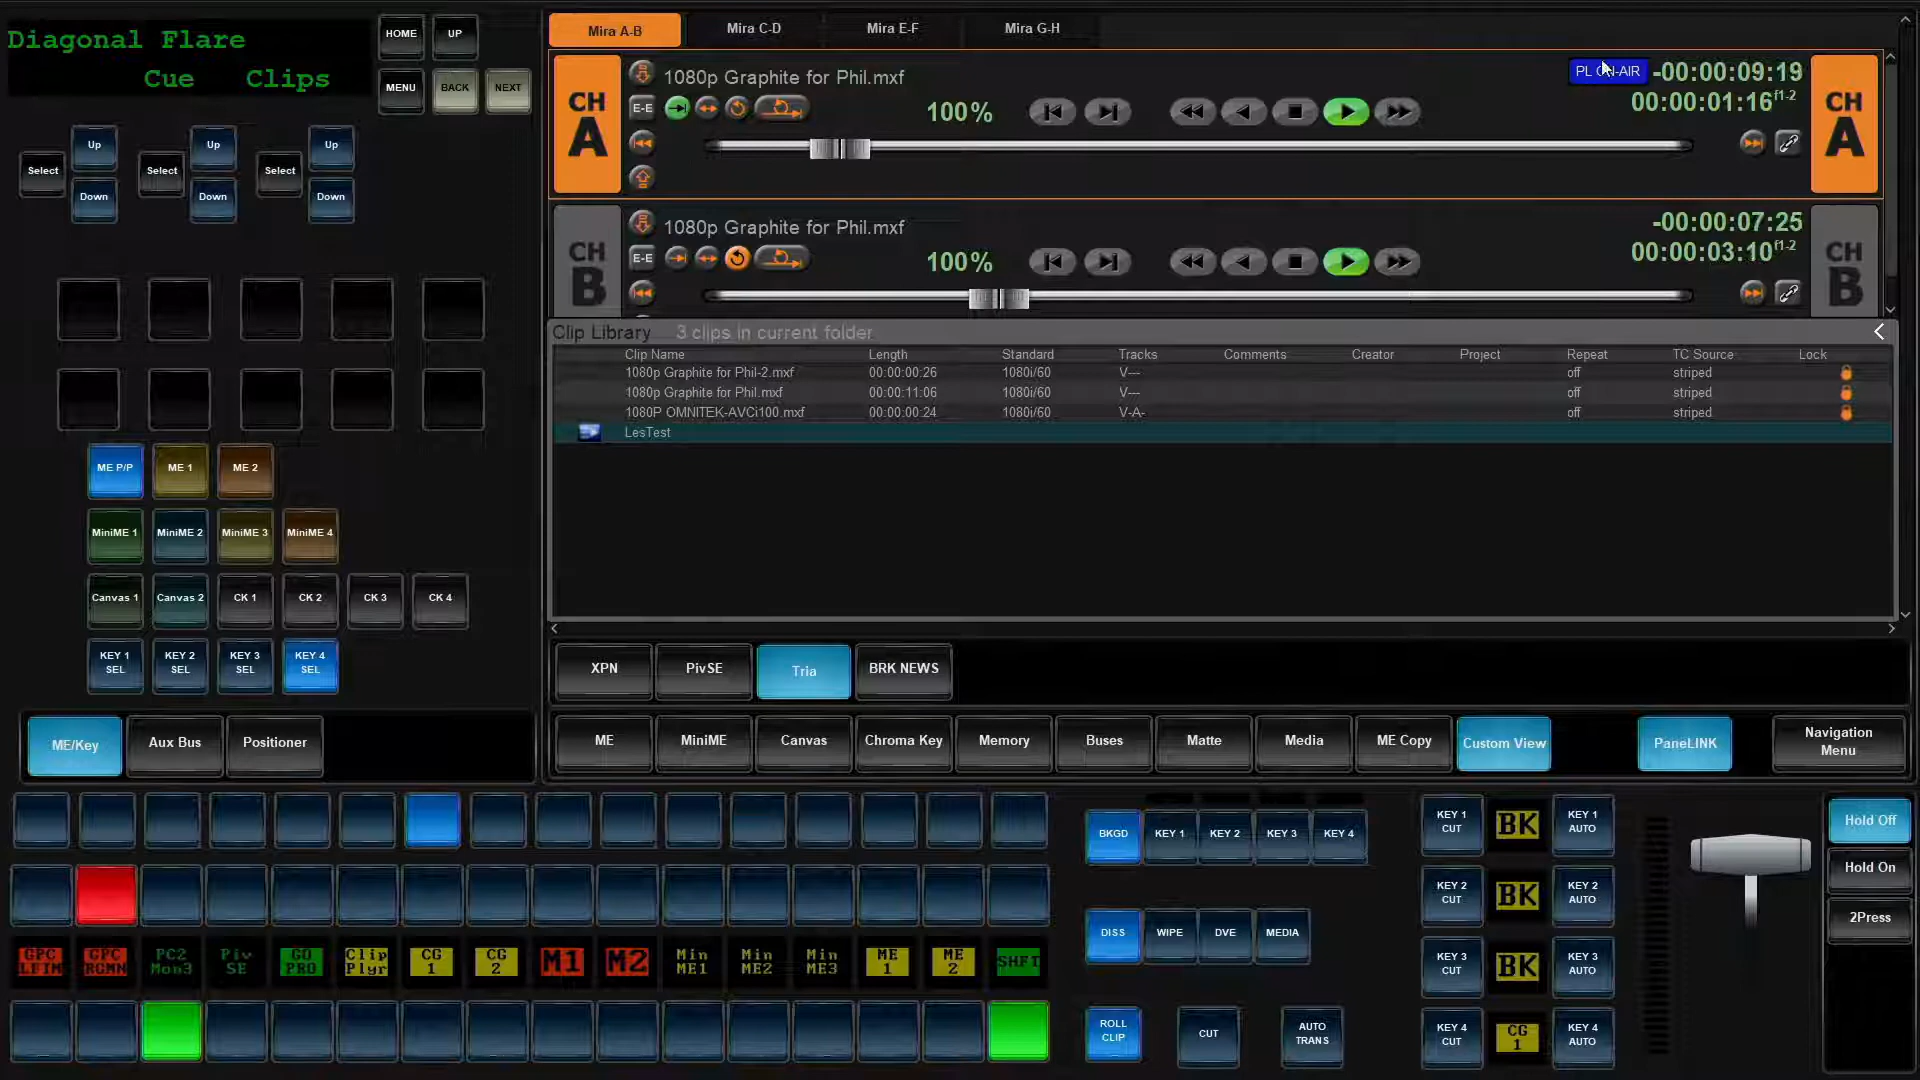 Diagonal Flare
Cue Clips
HOME
UP
MENU
BACK
NEXT
Select
Up
Down
Select
Up
Down
Select
Up
Down
ME P/P
ME 1
ME 2
MiniME 1
MiniME 2
MiniME 3
MiniME 4
Canvas 1
Canvas 2
CK 1
CK 2
CK 3
CK 4
KEY 1 SEL
KEY 2 SEL
KEY 3 SEL
KEY 4 SEL
ME/Key
Aux Bus
Positioner
Mira A-B
Mira C-D
Mira E-F
Mira G-H
CH A
1080p Graphite for Phil.mxf
E-E
100%
-00:00:09:19
00:00:01:16 f1-2
CH A
CH B
1080p Graphite for Phil.mxf
E-E
100%
-00:00:07:25
00:00:03:10 f1-2
CH B
Clip Library 3 clips in current folder
Clip Name Length Standard Tracks Comments Creator Project Repeat TC Source Lock
1080p Graphite for Phil-2.mxf 00:00:00:26 1080i/60 V--- off striped
1080p Graphite for Phil.mxf 00:00:11:06 1080i/60 V--- off striped
1080P OMNITEK-AVCi100.mxf 00:00:00:24 1080i/60 V-A- off striped
LesTest
XPN
PivSE
Tria
BRK NEWS
ME
MiniME
Canvas
Chroma Key
Memory
Buses
Matte
Media
ME Copy
Custom View
PaneLINK
Navigation Menu
PC2 Mon3
Piv SE
GO PRO
Clip Plyr
CG 1
CG 2
M1
M2
Min ME1
Min ME2
Min ME3
ME 1
ME 2
SHFT
BKGD
KEY 1
KEY 2
KEY 3
KEY 4
DISS
WIPE
DVE
MEDIA
ROLL CLIP
CUT
AUTO TRANS
KEY 1 CUT
BK
KEY 1 AUTO
KEY 2 CUT
BK
KEY 2 AUTO
KEY 3 CUT
BK
KEY 3 AUTO
KEY 4 CUT
CG 1
KEY 4 AUTO
Hold Off
Hold On
2Press